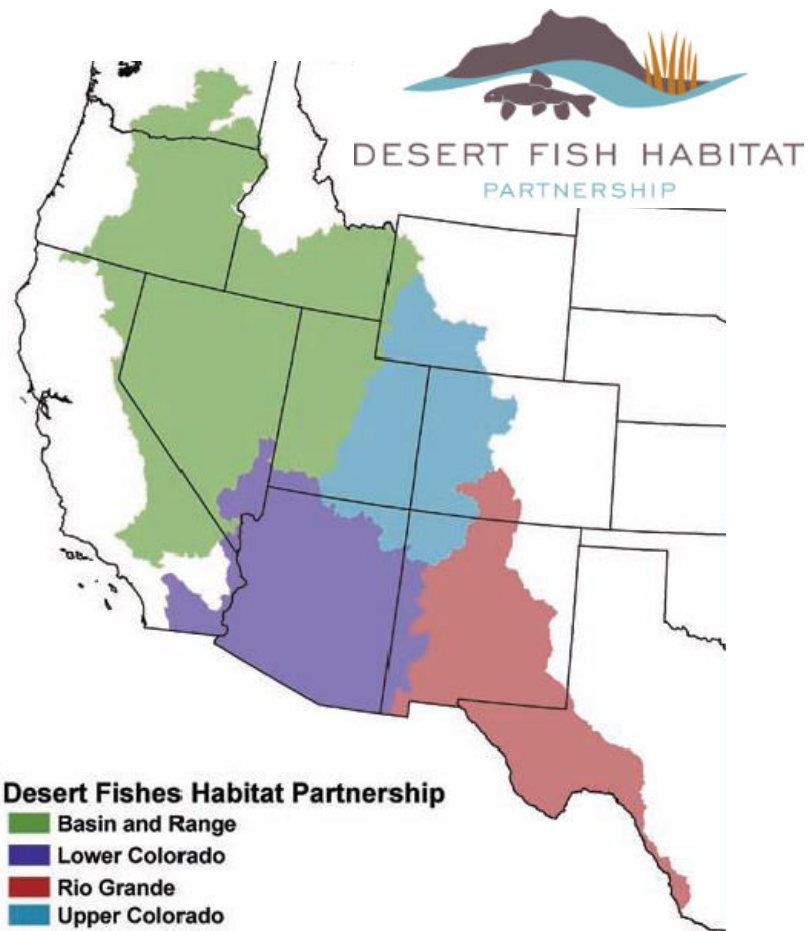 DESERT FISH HABITAT
PARTNERSHIP
Desert Fishes Habitat Partnership
Basin and Range
Lower Colorado
Rio Grande
Upper Colorado